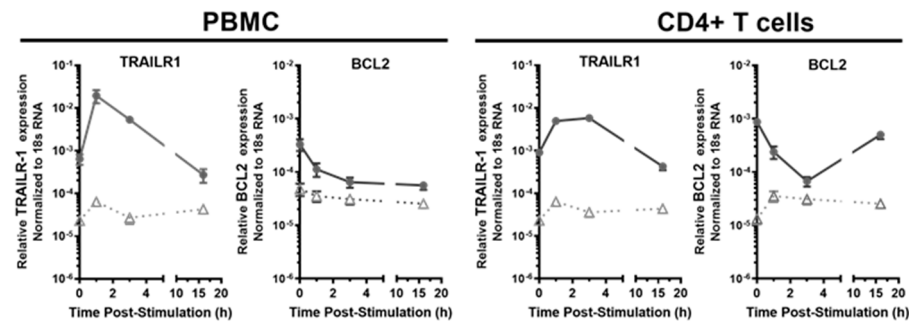 PBMC
CD4+ T cells
TRAILR1
BCL2
TRAILR1
BCL2
Relative TRAILR-1 expression
Normalized to 18s RNA
10-1
10-2
10-3
10-4
10-5
10-6
0 2 4 10 15 20
Time Post-Stimulation (h)
Relative BCL2 expression
Normalized to 18s RNA
10-2
10-3
10-4
10-5
10-6
0 2 4 10 15 20
Time Post-Stimulation (h)
Relative TRAILR-1 expression
Normalized to 18s RNA
10-1
10-2
10-3
10-4
10-5
10-6
0 2 4 10 15 20
Time Post-Stimulation (h)
Relative BCL2 expression
Normalized to 18s RNA
10-2
10-3
10-4
10-5
10-6
0 2 4 10 15 20
Time Post-Stimulation (h)